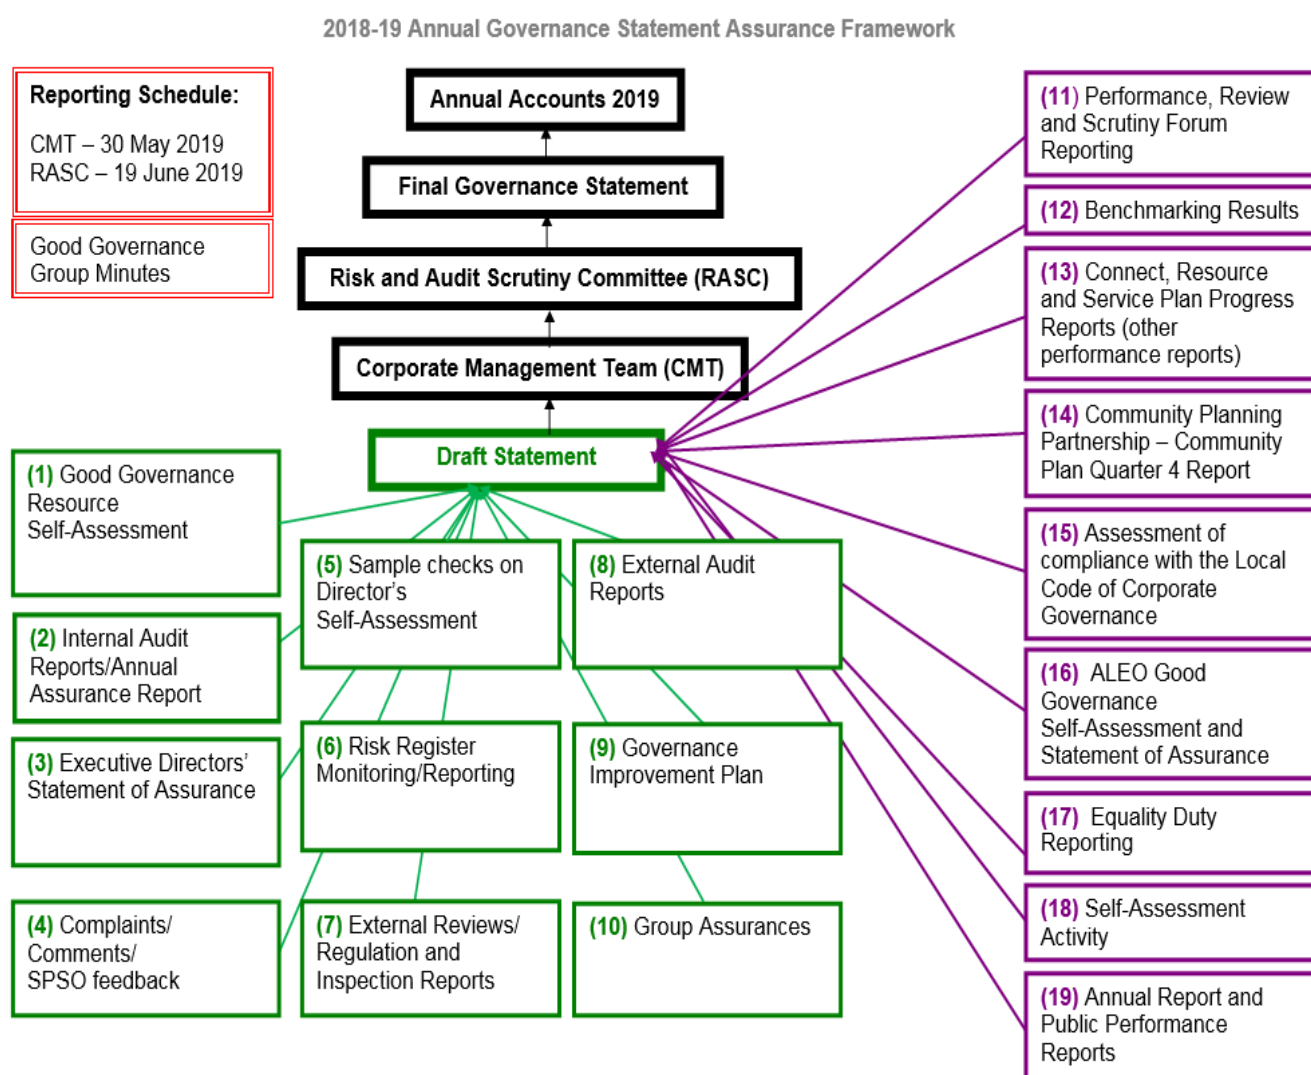 2018-19 Annual Governance Statement Assurance Framework
Reporting Schedule:
CMT – 30 May 2019
RASC – 19 June 2019
Good Governance
Group Minutes
Annual Accounts 2019
Final Governance Statement
Risk and Audit Scrutiny Committee (RASC)
Corporate Management Team (CMT)
Draft Statement
(1) Good Governance
Resource
Self-Assessment
(2) Internal Audit
Reports/Annual
Assurance Report
(3) Executive Directors’
Statement of Assurance
(4) Complaints/
Comments/
SPSO feedback
(5) Sample checks on
Director’s
Self-Assessment
(6) Risk Register
Monitoring/Reporting
(7) External Reviews/
Regulation and
Inspection Reports
(8) External Audit
Reports
(9) Governance
Improvement Plan
(10) Group Assurances
(11) Performance, Review
and Scrutiny Forum
Reporting
(12) Benchmarking Results
(13) Connect, Resource
and Service Plan Progress
Reports (other
performance reports)
(14) Community Planning
Partnership – Community
Plan Quarter 4 Report
(15) Assessment of
compliance with the Local
Code of Corporate
Governance
(16) ALEO Good
Governance
Self-Assessment and
Statement of Assurance
(17) Equality Duty
Reporting
(18) Self-Assessment
Activity
(19) Annual Report and
Public Performance
Reports